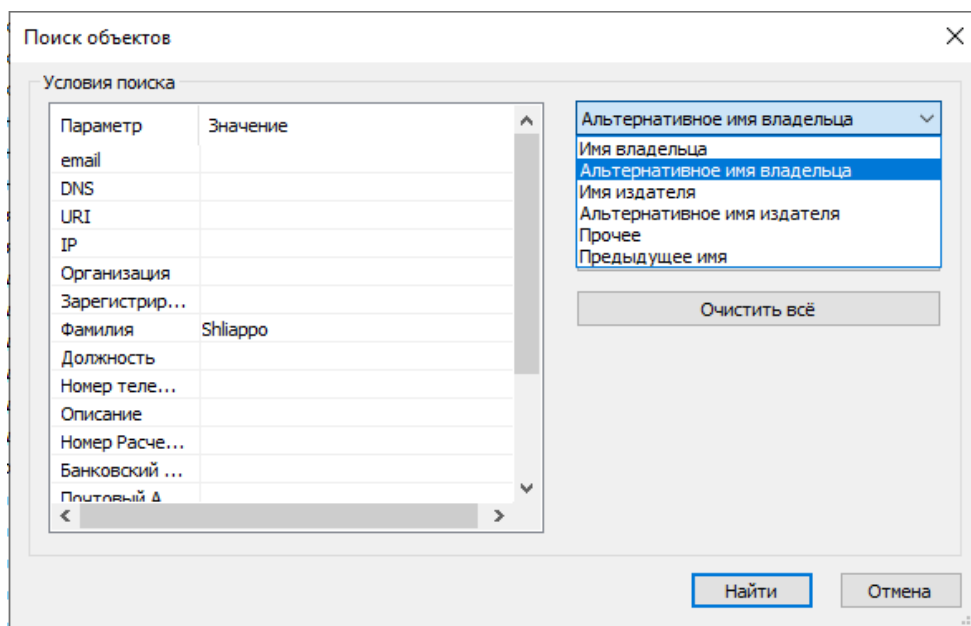 Поиск объектов
Условия поиска
Параметр Значение
email
DNS
URI
IP
Организация
Зарегистрир...
Фамилия Shliappo
Должность
Номер теле...
Описание
Номер Расче...
Банковский ...
Почтовый А
Альтернативное имя владельца
Имя владельца
Альтернативное имя владельца
Имя издателя
Альтернативное имя издателя
Прочее
Предыдущее имя
Очистить всё
Найти Отмена